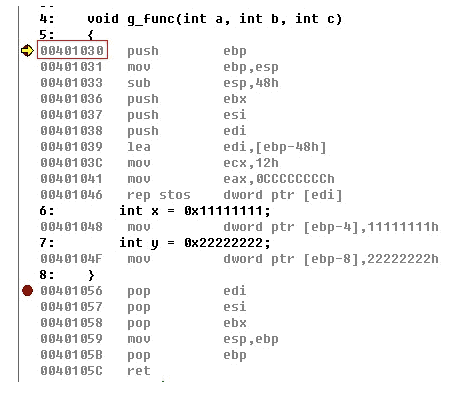 4:    void g_func(int a, int b, int c)
5:    {
00401030   push        ebp
00401031   mov         ebp,esp
00401033   sub         esp,48h
00401036   push        ebx
00401037   push        esi
00401038   push        edi
00401039   lea         edi,[ebp-48h]
0040103C   mov         ecx,12h
00401041   mov         eax,0CCCCCCCCh
00401046   rep stos    dword ptr [edi]
6:        int x = 0x11111111;
00401048   mov         dword ptr [ebp-4],11111111h
7:        int y = 0x22222222;
0040104F   mov         dword ptr [ebp-8],22222222h
8:    }
00401056   pop         edi
00401057   pop         esi
00401058   pop         ebx
00401059   mov         esp,ebp
0040105B   pop         ebp
0040105C   ret